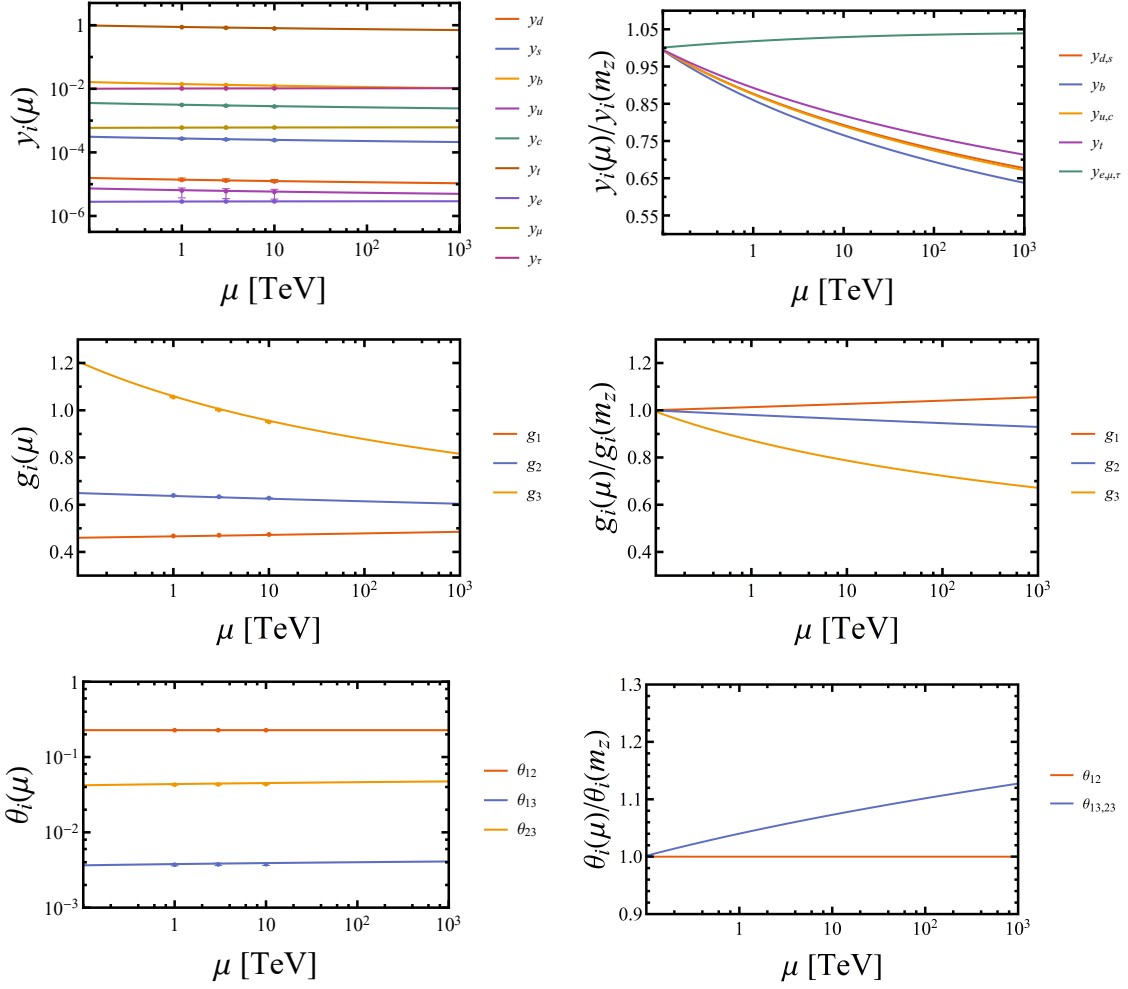 y_i(μ)
1
10^−2
10^−4
10^−6
1 10 10^2 10^3
μ [TeV]
y_d
y_s
y_b
y_u
y_c
y_t
y_e
y_μ
y_τ
y_i(μ)/y_i(m_z)
1.05
0.95
0.85
0.75
0.65
0.55
1 10 10^2 10^3
μ [TeV]
y_{d,s}
y_b
y_{u,c}
y_t
y_{e,μ,τ}
g_i(μ)
1.2
1.0
0.8
0.6
0.4
1 10 10^2 10^3
μ [TeV]
g_1
g_2
g_3
g_i(μ)/g_i(m_z)
1.2
1.0
0.8
0.6
0.4
1 10 10^2 10^3
μ [TeV]
g_1
g_2
g_3
θ_i(μ)
1
10^−1
10^−2
10^−3
1 10 10^2 10^3
μ [TeV]
θ_12
θ_13
θ_23
θ_i(μ)/θ_i(m_z)
1.3
1.2
1.1
1.0
0.9
1 10 10^2 10^3
μ [TeV]
θ_12
θ_{13,23}